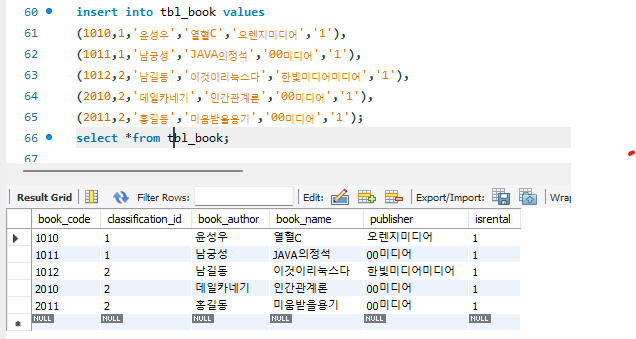 60 insert into tbl_book values
61 (1010,1,'윤성우','열혈C','오렌지미디어','1'),
62 (1011,1,'남궁성','JAVA의정석','00미디어','1'),
63 (1012,2,'남길동','이것이리눅스다','한빛미디어미디어','1'),
64 (2010,2,'데일카네기','인간관계론','00미디어','1'),
65 (2011,2,'홍길동','미움받을용기','00미디어','1');
66 select *from tbl_book;
67
Result Grid Filter Rows: Edit: Export/Import: Wrap
book_code classification_id book_author book_name publisher isrental
1010 1 윤성우 열혈C 오렌지미디어 1
1011 1 남궁성 JAVA의정석 00미디어 1
1012 2 남길동 이것이리눅스다 한빛미디어미디어 1
2010 2 데일카네기 인간관계론 00미디어 1
2011 2 홍길동 미움받을용기 00미디어 1
NULL NULL NULL NULL NULL NULL